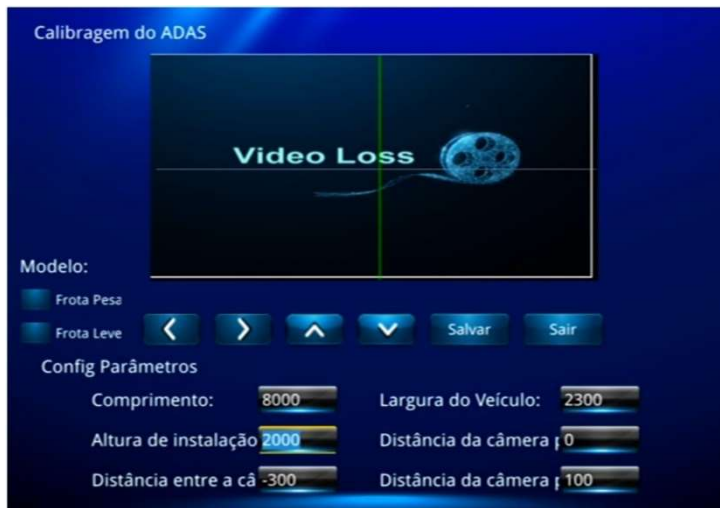 Calibragem do ADAS
Video Loss
Modelo:
Frota Pesa
Frota Leve
Salvar
Sair
Config Parâmetros
Comprimento: 8000
Largura do Veículo: 2300
Altura de instalação 2000
Distância da câmera 0
Distância entre a câ -300
Distância da câmera 100